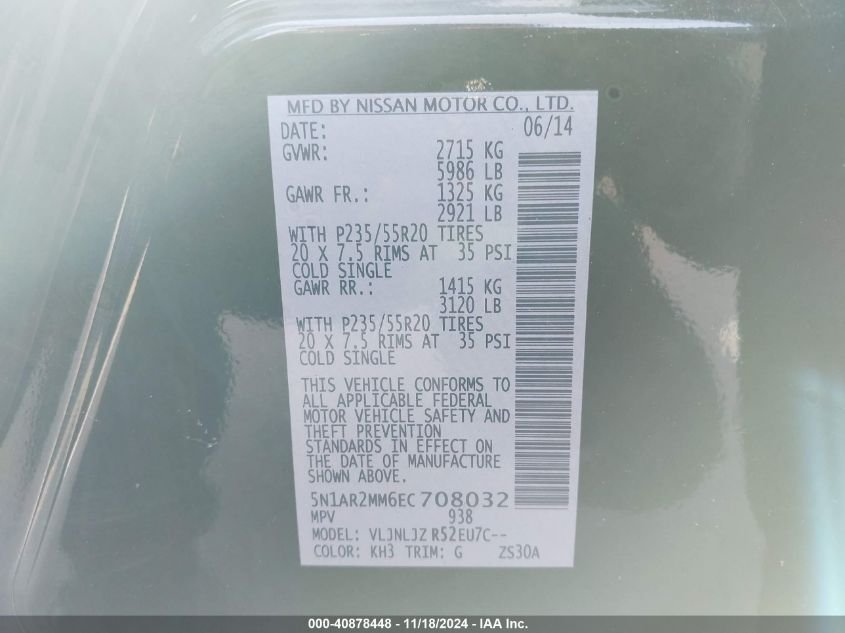 MFD BY NISSAN MOTOR CO., LTD.
DATE: 06/14
GVWR: 2715 KG
5986 LB
GAWR FR.: 1325 KG
2921 LB
WITH P235/55R20 TIRES
20 X 7.5 RIMS AT 35 PSI
COLD SINGLE
GAWR RR.: 1415 KG
3120 LB
WITH P235/55R20 TIRES
20 X 7.5 RIMS AT 35 PSI
COLD SINGLE
THIS VEHICLE CONFORMS TO
ALL APPLICABLE FEDERAL
MOTOR VEHICLE SAFETY AND
THEFT PREVENTION
STANDARDS IN EFFECT ON
THE DATE OF MANUFACTURE
SHOWN ABOVE.
5N1AR2MM6EC708032
MPV 938
MODEL: VLJNLJZ R52EU7C--
COLOR: KH3 TRIM: G ZS30A
000-40878448 - 11/18/2024 - IAA Inc.